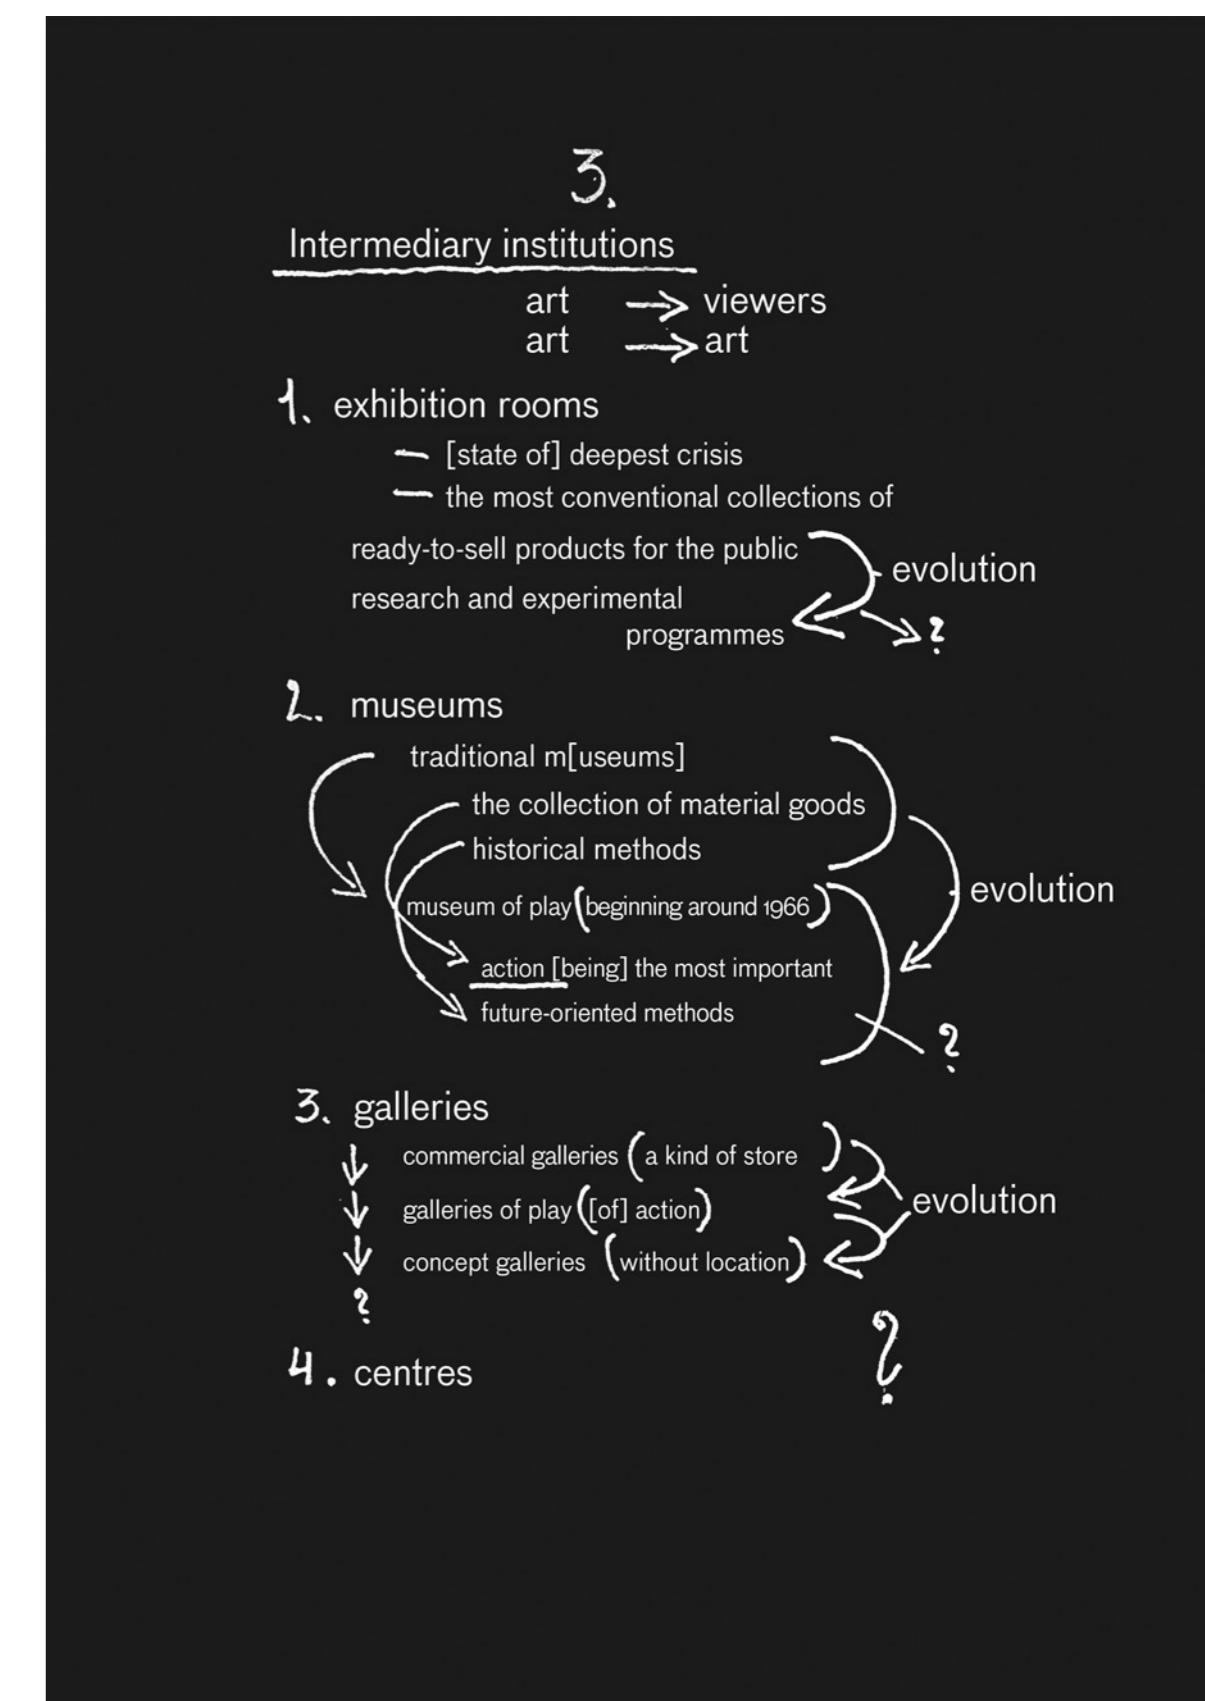 3.
Intermediary institutions
art → viewers
art → art
1. exhibition rooms
— [state of] deepest crisis
— the most conventional collections of
ready-to-sell products for the public
evolution
research and experimental
programmes
?
2. museums
traditional m[useums]
the collection of material goods
historical methods
evolution
museum of play (beginning around 1966)
action [being] the most important
future-oriented methods
?
3. galleries
commercial galleries (a kind of store)
galleries of play ([of] action)
evolution
concept galleries (without location)
?
?
4. centres